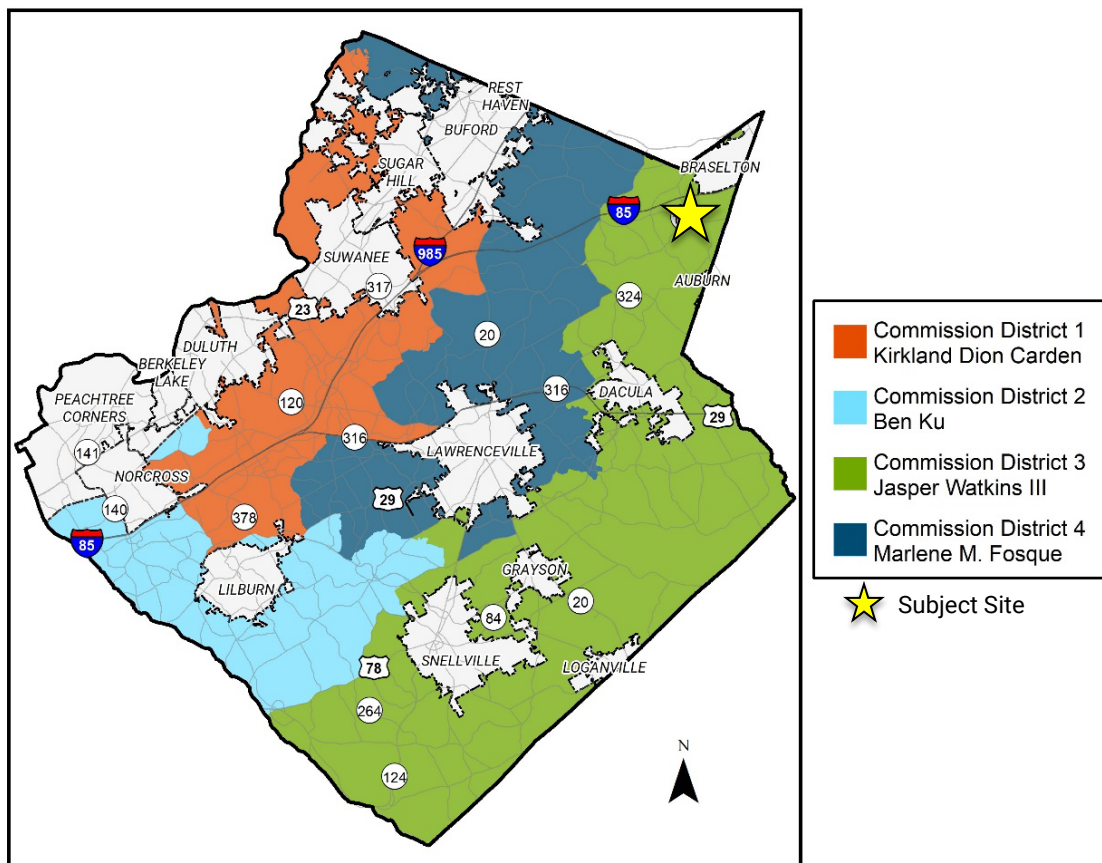 REST
HAVEN
BUFORD
BRASELTON
SUGAR
HILL
85
985
SUWANEE
317
AUBURN
324
23
20
DULUTH
BERKELEY
LAKE
PEACHTREE
CORNERS
120
316
DACULA
29
141
316
LAWRENCEVILLE
NORCROSS
29
140
378
85
LILBURN
GRAYSON
20
84
SNELLVILLE
LOGANVILLE
78
264
124
N
Commission District 1
Kirkland Dion Carden
Commission District 2
Ben Ku
Commission District 3
Jasper Watkins III
Commission District 4
Marlene M. Fosque
Subject Site